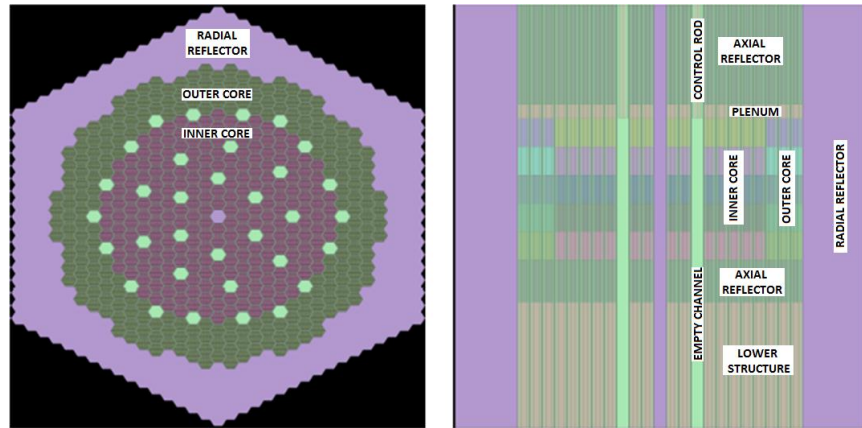 RADIAL
REFLECTOR
OUTER CORE
INNER CORE
CONTROL ROD
AXIAL
REFLECTOR
PLENUM
INNER CORE
OUTER CORE
RADIAL REFLECTOR
EMPTY CHANNEL
AXIAL
REFLECTOR
LOWER
STRUCTURE